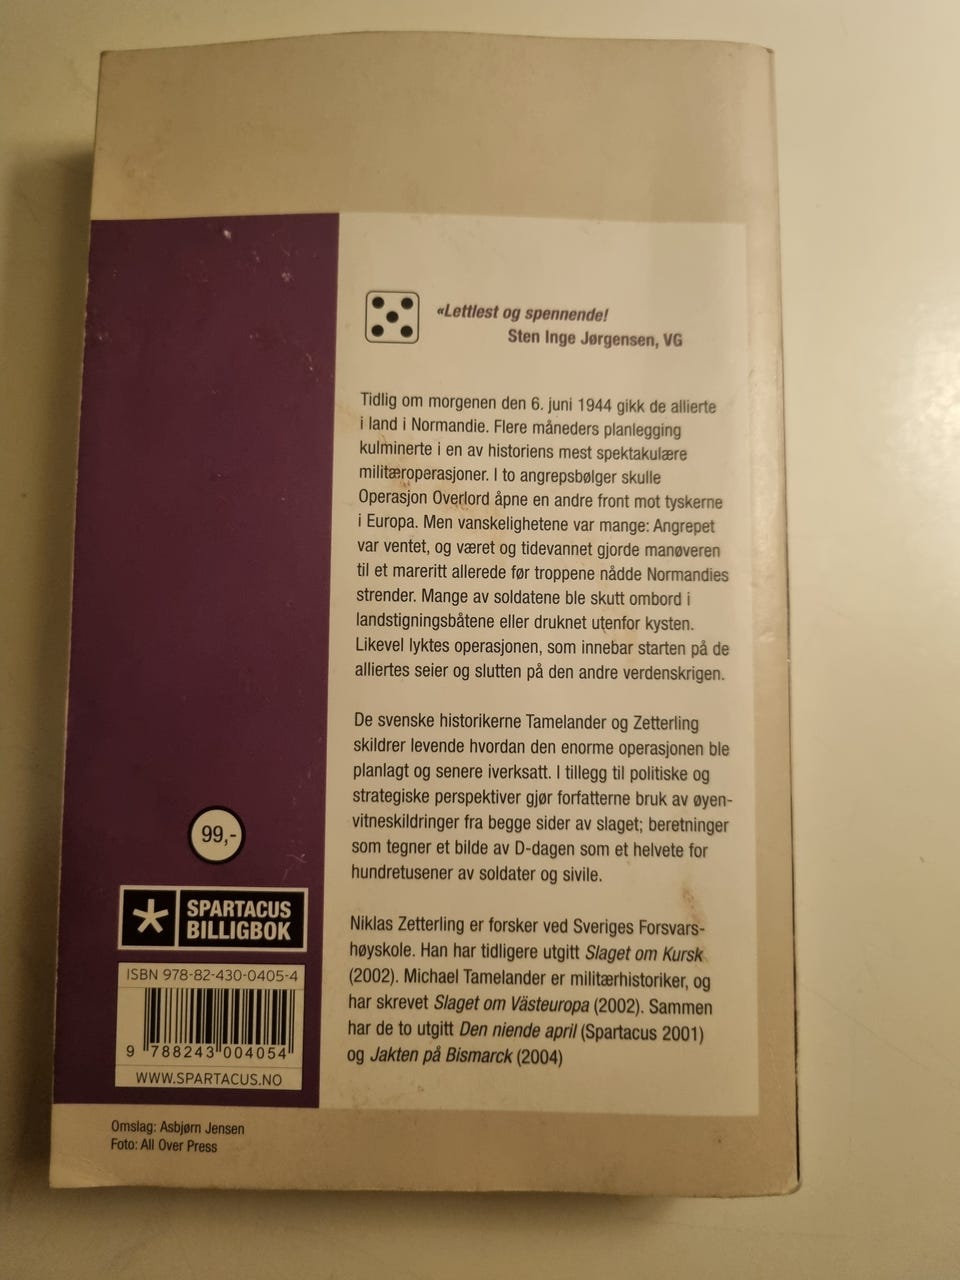 «Lettlest og spennende!
Sten Inge Jørgensen, VG
Tidlig om morgenen den 6. juni 1944 gikk de allierte
i land i Normandie. Flere måneders planlegging
kulminerte i en av historiens mest spektakulære
militæroperasjoner. I to angrepsbølger skulle
Operasjon Overlord åpne en andre front mot tyskerne
i Europa. Men vanskelighetene var mange: Angrepet
var ventet, og været og tidevannet gjorde manøveren
til et mareritt allerede før troppene nådde Normandies
strender. Mange av soldatene ble skutt ombord i
landstigningsbåtene eller druknet utenfor kysten.
Likevel lyktes operasjonen, som innebar starten på de
alliertes seier og slutten på den andre verdenskrigen.
De svenske historikerne Tamelander og Zetterling
skildrer levende hvordan den enorme operasjonen ble
planlagt og senere iverksatt. I tillegg til politiske og
strategiske perspektiver gjør forfatterne bruk av øyen-
vitneskildringer fra begge sider av slaget; beretninger
som tegner et bilde av D-dagen som et helvete for
hundretusener av soldater og sivile.
Niklas Zetterling er forsker ved Sveriges Forsvars-
høyskole. Han har tidligere utgitt Slaget om Kursk
(2002). Michael Tamelander er militærhistoriker, og
har skrevet Slaget om Västeuropa (2002). Sammen
har de to utgitt Den niende april (Spartacus 2001)
og Jakten på Bismarck (2004)
99,-
SPARTACUS
BILLIGBOK
ISBN 978-82-430-0405-4
9 788243 004054
WWW.SPARTACUS.NO
Omslag: Asbjørn Jensen
Foto: All Over Press